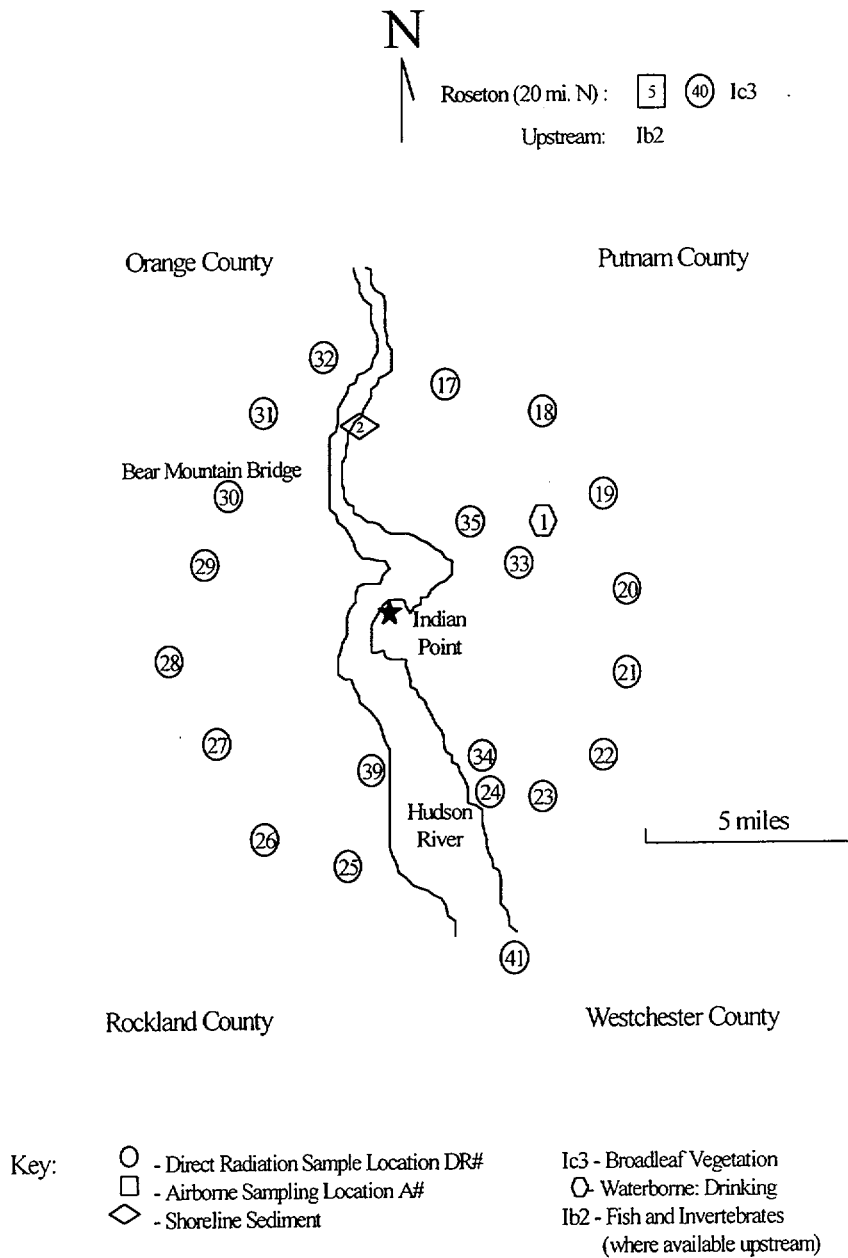 N
Roseton (20 mi. N) : 5 40 Ic3
Upstream: Ib2
Orange County
Putnam County
32
17
31
18
2
Bear Mountain Bridge
30
19
35
1
29
33
20
Indian
Point
28
21
27
34
22
39
24
23
Hudson
River
5 miles
26
25
41
Rockland County
Westchester County
Key:
- Direct Radiation Sample Location DR#
- Airborne Sampling Location A#
- Shoreline Sediment
Ic3 - Broadleaf Vegetation
- Waterborne: Drinking
Ib2 - Fish and Invertebrates
(where available upstream)